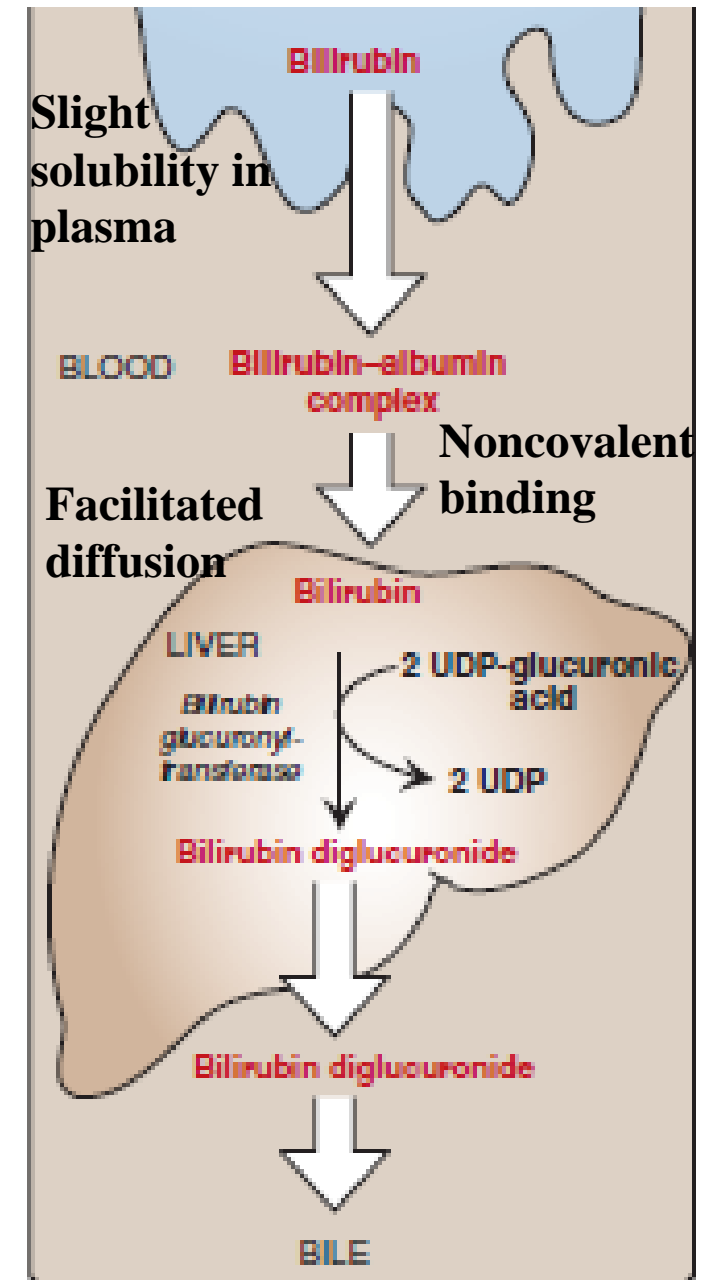 Bilirubin
Slight
solubility in
plasma
BLOOD
Bilirubin–albumin
complex
Noncovalent
binding
Facilitated
diffusion
Bilirubin
LIVER
2 UDP-glucuronic
acid
Bilirubin
glucuronyl-
transferase
2 UDP
Bilirubin diglucuronide
Bilirubin diglucuronide
BILE